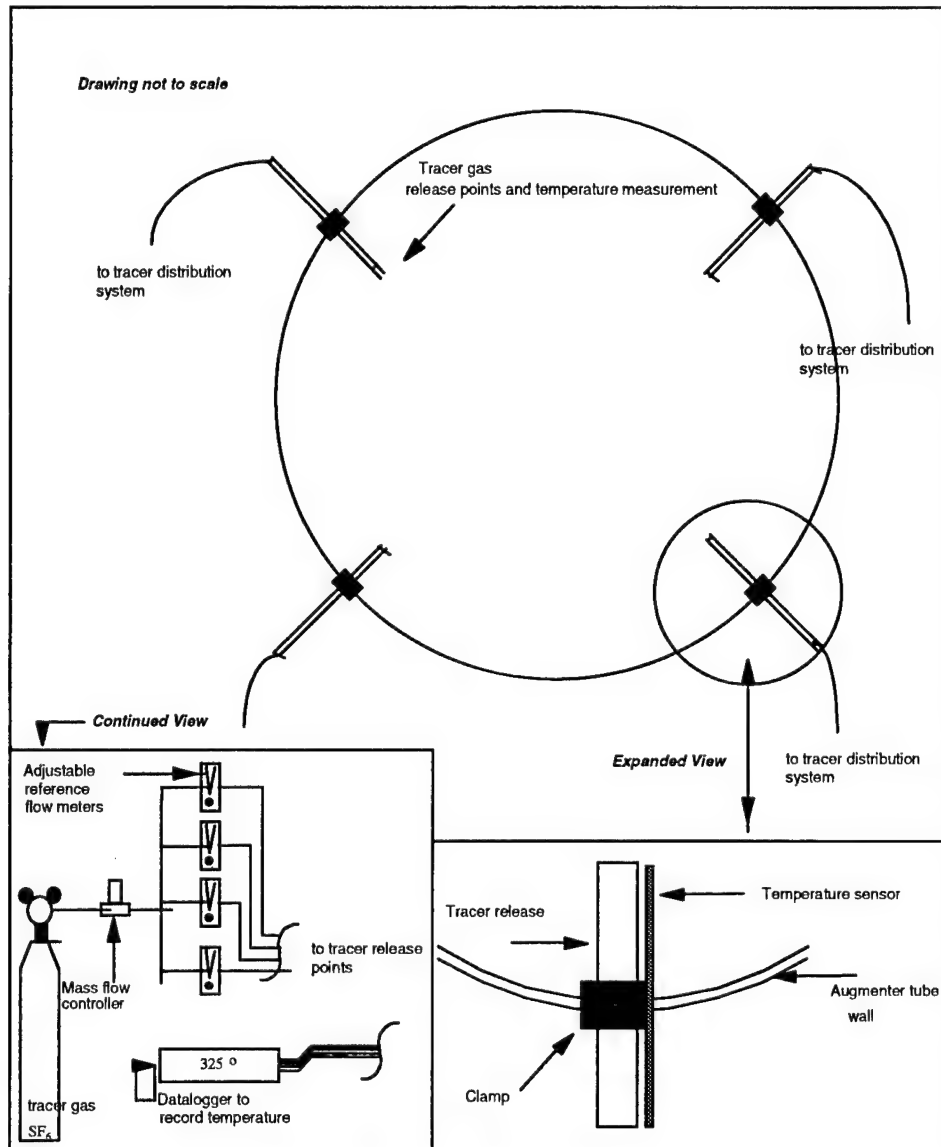 Drawing not to scale
Tracer gas
release points and temperature measurement
to tracer distribution
system
to tracer distribution
system
Continued View
Expanded View
to tracer distribution
system
Adjustable
reference
flow meters
to tracer release
points
Mass flow
controller
325 °
Datalogger to
record temperature
tracer gas
SF6
Temperature sensor
Tracer release
Augmenter tube
wall
Clamp